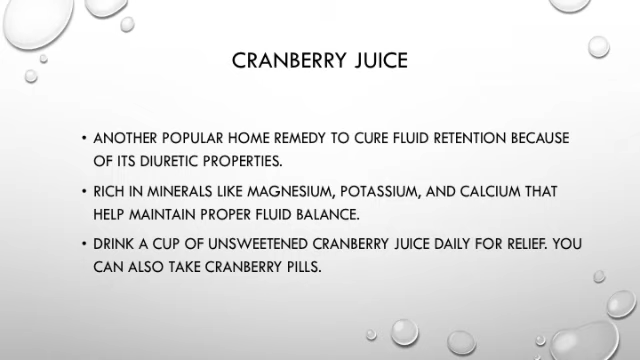 CRANBERRY JUICE
• ANOTHER POPULAR HOME REMEDY TO CURE FLUID RETENTION BECAUSE
OF ITS DIURETIC PROPERTIES.
• RICH IN MINERALS LIKE MAGNESIUM, POTASSIUM, AND CALCIUM THAT
HELP MAINTAIN PROPER FLUID BALANCE.
• DRINK A CUP OF UNSWEETENED CRANBERRY JUICE DAILY FOR RELIEF. YOU
CAN ALSO TAKE CRANBERRY PILLS.